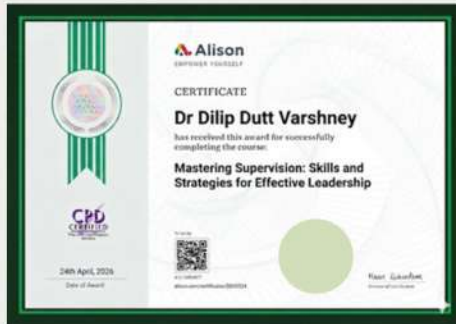 Alison
EMPOWER YOURSELF
CERTIFICATE
Dr Dilip Dutt Varshney
has received this award for successfully
completing the course:
Mastering Supervision: Skills and
Strategies for Effective Leadership
CPD
CERTIFIED
24th April, 2026
Date of Award